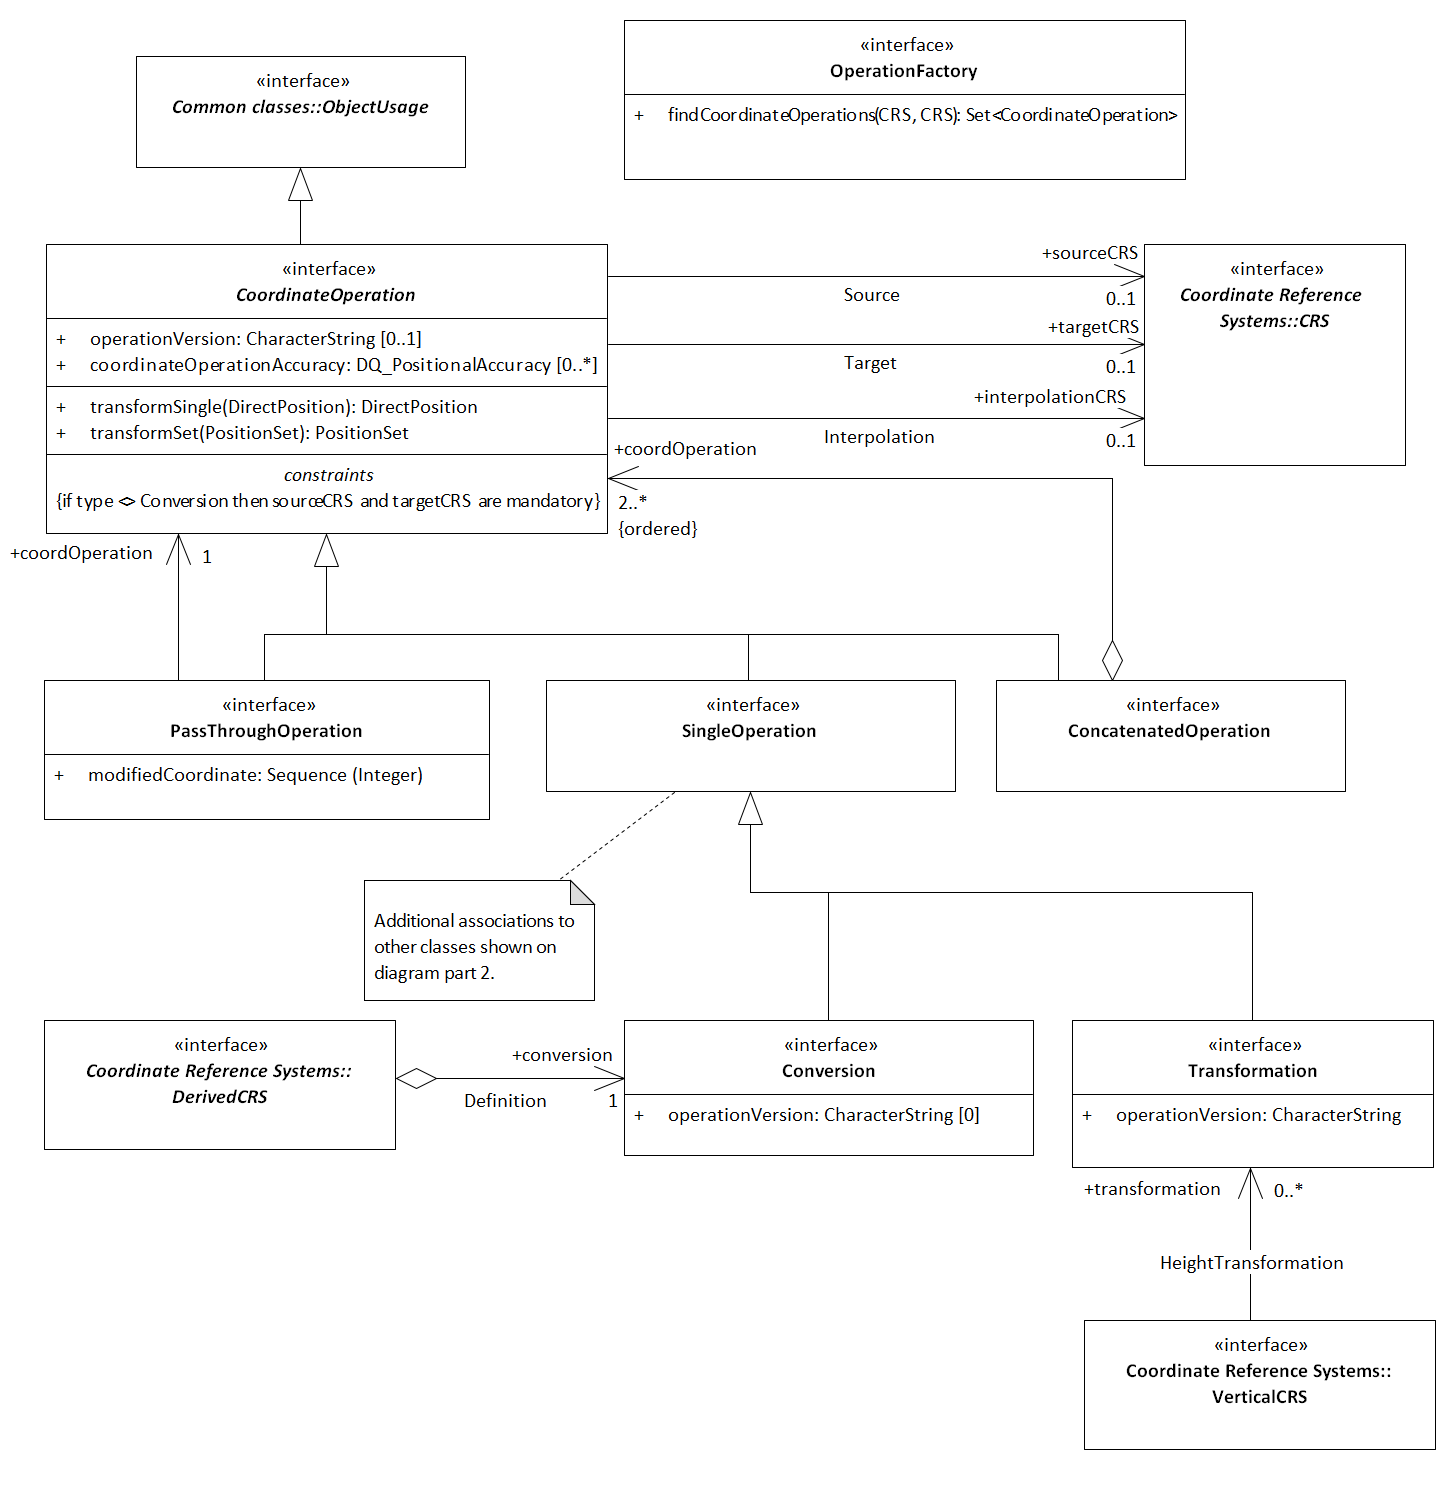 «interface»
OperationFactory
+ findCoordinateOperations(CRS, CRS): Set<CoordinateOperation>
«interface»
Common classes::ObjectUsage
«interface»
CoordinateOperation
+ operationVersion: CharacterString [0..1]
+ coordinateOperationAccuracy: DQ_PositionalAccuracy [0..*]
+ transformSingle(DirectPosition): DirectPosition
+ transformSet(PositionSet): PositionSet
constraints
{if type <> Conversion then sourceCRS and targetCRS are mandatory}
+sourceCRS
Source
0..1
+targetCRS
Target
0..1
+interpolationCRS
Interpolation
0..1
«interface»
Coordinate Reference
Systems::CRS
+coordOperation
2..*
{ordered}
+coordOperation
1
«interface»
PassThroughOperation
+ modifiedCoordinate: Sequence (Integer)
«interface»
SingleOperation
«interface»
ConcatenatedOperation
Additional associations to
other classes shown on
diagram part 2.
«interface»
Coordinate Reference Systems::
DerivedCRS
+conversion
Definition
1
«interface»
Conversion
+ operationVersion: CharacterString [0]
«interface»
Transformation
+ operationVersion: CharacterString
+transformation
0..*
HeightTransformation
«interface»
Coordinate Reference Systems::
VerticalCRS